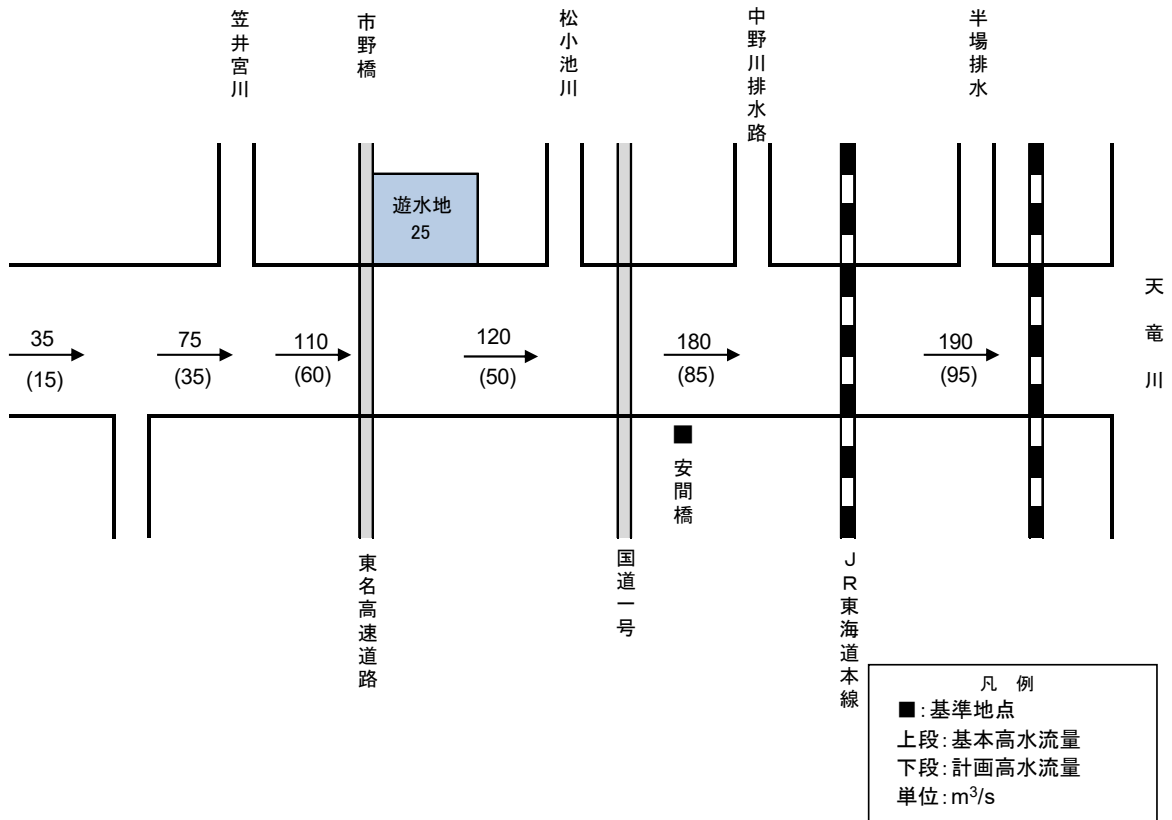 笠井宮川
市野橋
松小池川
中野川排水路
半場排水
遊水地
25
天竜川
35
(15)
75
(35)
110
(60)
120
(50)
180
(85)
190
(95)
安間橋
東名高速道路
国道一号
JR東海道本線
凡 例
■:基準地点
上段:基本高水流量
下段:計画高水流量
単位:m³/s